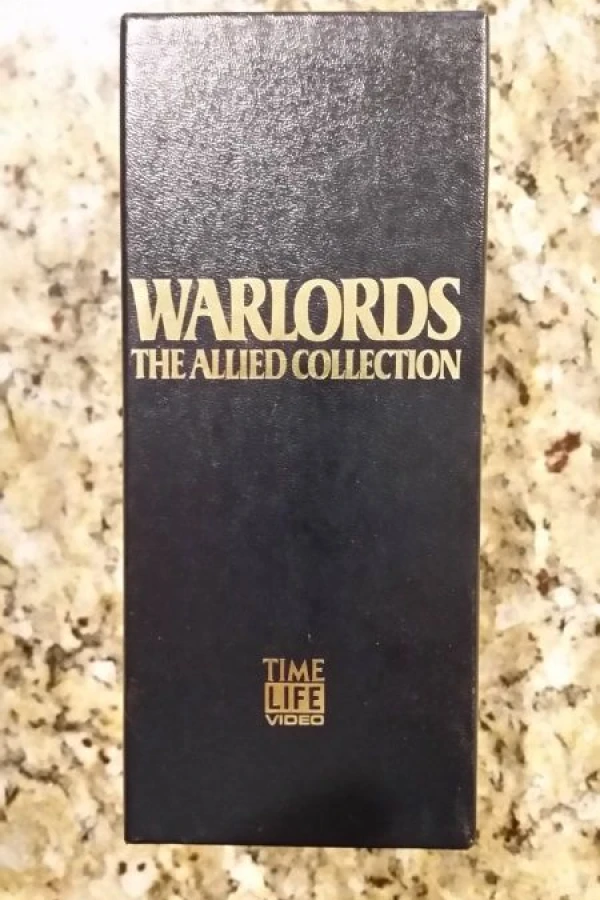 WARLORDS
THE ALLIED COLLECTION
TIME
LIFE
VIDEO